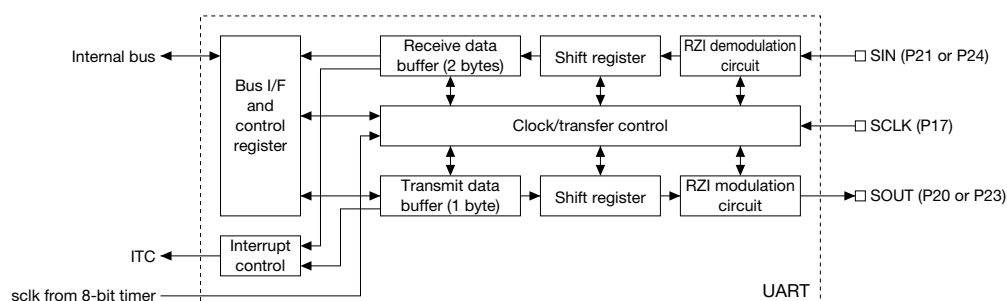 Internal bus
Bus I/F
and
control
register
Receive data
buffer (2 bytes)
Shift register
RZI demodulation
circuit
SIN (P21 or P24)
Clock/transfer control
SCLK (P17)
Transmit data
buffer (1 byte)
Shift register
RZI modulation
circuit
SOUT (P20 or P23)
ITC
Interrupt
control
sclk from 8-bit timer
UART